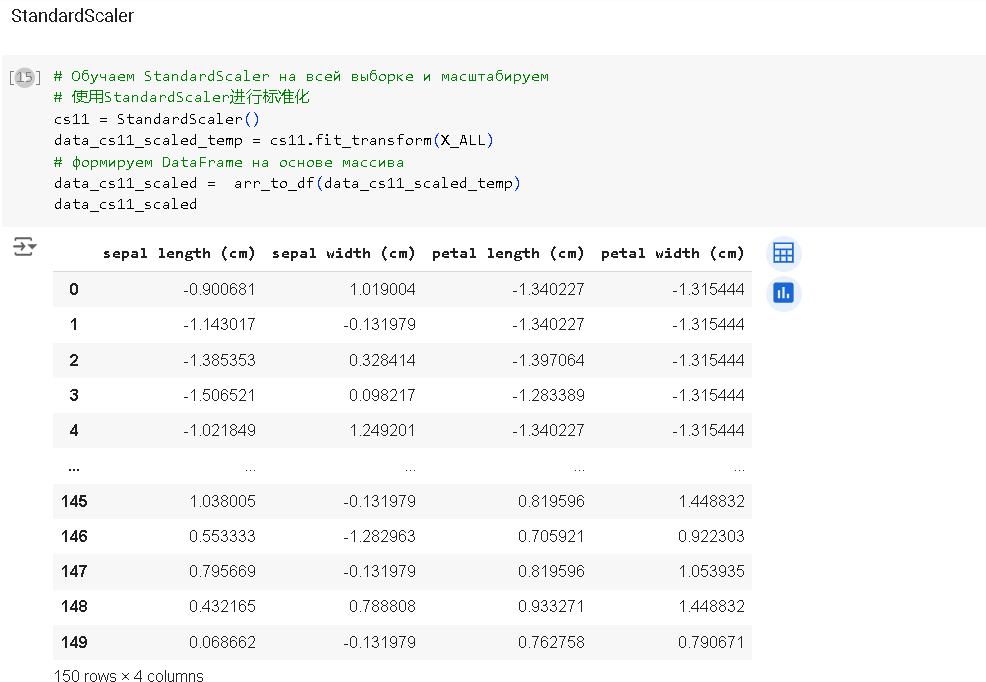 StandardScaler
[15]
# Обучаем StandardScaler на всей выборке и масштабируем
# 使用StandardScaler进行标准化
cs11 = StandardScaler()
data_cs11_scaled_temp = cs11.fit_transform(X_ALL)
# формируем DataFrame на основе массива
data_cs11_scaled =  arr_to_df(data_cs11_scaled_temp)
data_cs11_scaled
sepal length (cm) sepal width (cm) petal length (cm) petal width (cm)
0 -0.900681 1.019004 -1.340227 -1.315444
1 -1.143017 -0.131979 -1.340227 -1.315444
2 -1.385353 0.328414 -1.397064 -1.315444
3 -1.506521 0.098217 -1.283389 -1.315444
4 -1.021849 1.249201 -1.340227 -1.315444
... ... ... ... ...
145 1.038005 -0.131979 0.819596 1.448832
146 0.553333 -1.282963 0.705921 0.922303
147 0.795669 -0.131979 0.819596 1.053935
148 0.432165 0.788808 0.933271 1.448832
149 0.068662 -0.131979 0.762758 0.790671
150 rows × 4 columns